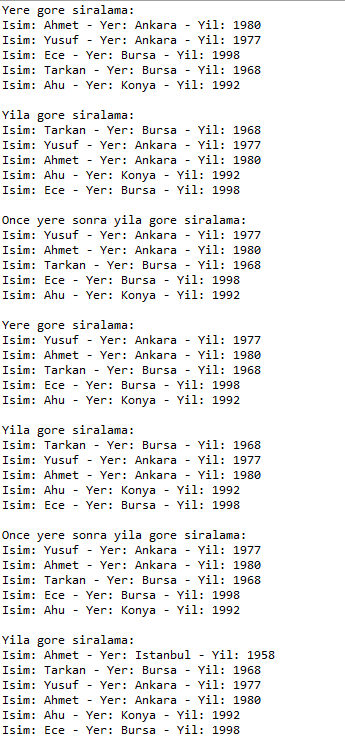 Yere gore siralama:
Isim: Ahmet - Yer: Ankara - Yil: 1980
Isim: Yusuf - Yer: Ankara - Yil: 1977
Isim: Ece - Yer: Bursa - Yil: 1998
Isim: Tarkan - Yer: Bursa - Yil: 1968
Isim: Ahu - Yer: Konya - Yil: 1992

Yila gore siralama:
Isim: Tarkan - Yer: Bursa - Yil: 1968
Isim: Yusuf - Yer: Ankara - Yil: 1977
Isim: Ahmet - Yer: Ankara - Yil: 1980
Isim: Ahu - Yer: Konya - Yil: 1992
Isim: Ece - Yer: Bursa - Yil: 1998

Once yere sonra yila gore siralama:
Isim: Yusuf - Yer: Ankara - Yil: 1977
Isim: Ahmet - Yer: Ankara - Yil: 1980
Isim: Tarkan - Yer: Bursa - Yil: 1968
Isim: Ece - Yer: Bursa - Yil: 1998
Isim: Ahu - Yer: Konya - Yil: 1992

Yere gore siralama:
Isim: Yusuf - Yer: Ankara - Yil: 1977
Isim: Ahmet - Yer: Ankara - Yil: 1980
Isim: Tarkan - Yer: Bursa - Yil: 1968
Isim: Ece - Yer: Bursa - Yil: 1998
Isim: Ahu - Yer: Konya - Yil: 1992

Yila gore siralama:
Isim: Tarkan - Yer: Bursa - Yil: 1968
Isim: Yusuf - Yer: Ankara - Yil: 1977
Isim: Ahmet - Yer: Ankara - Yil: 1980
Isim: Ahu - Yer: Konya - Yil: 1992
Isim: Ece - Yer: Bursa - Yil: 1998

Once yere sonra yila gore siralama:
Isim: Yusuf - Yer: Ankara - Yil: 1977
Isim: Ahmet - Yer: Ankara - Yil: 1980
Isim: Tarkan - Yer: Bursa - Yil: 1968
Isim: Ece - Yer: Bursa - Yil: 1998
Isim: Ahu - Yer: Konya - Yil: 1992

Yila gore siralama:
Isim: Ahmet - Yer: Istanbul - Yil: 1958
Isim: Tarkan - Yer: Bursa - Yil: 1968
Isim: Yusuf - Yer: Ankara - Yil: 1977
Isim: Ahmet - Yer: Ankara - Yil: 1980
Isim: Ahu - Yer: Konya - Yil: 1992
Isim: Ece - Yer: Bursa - Yil: 1998